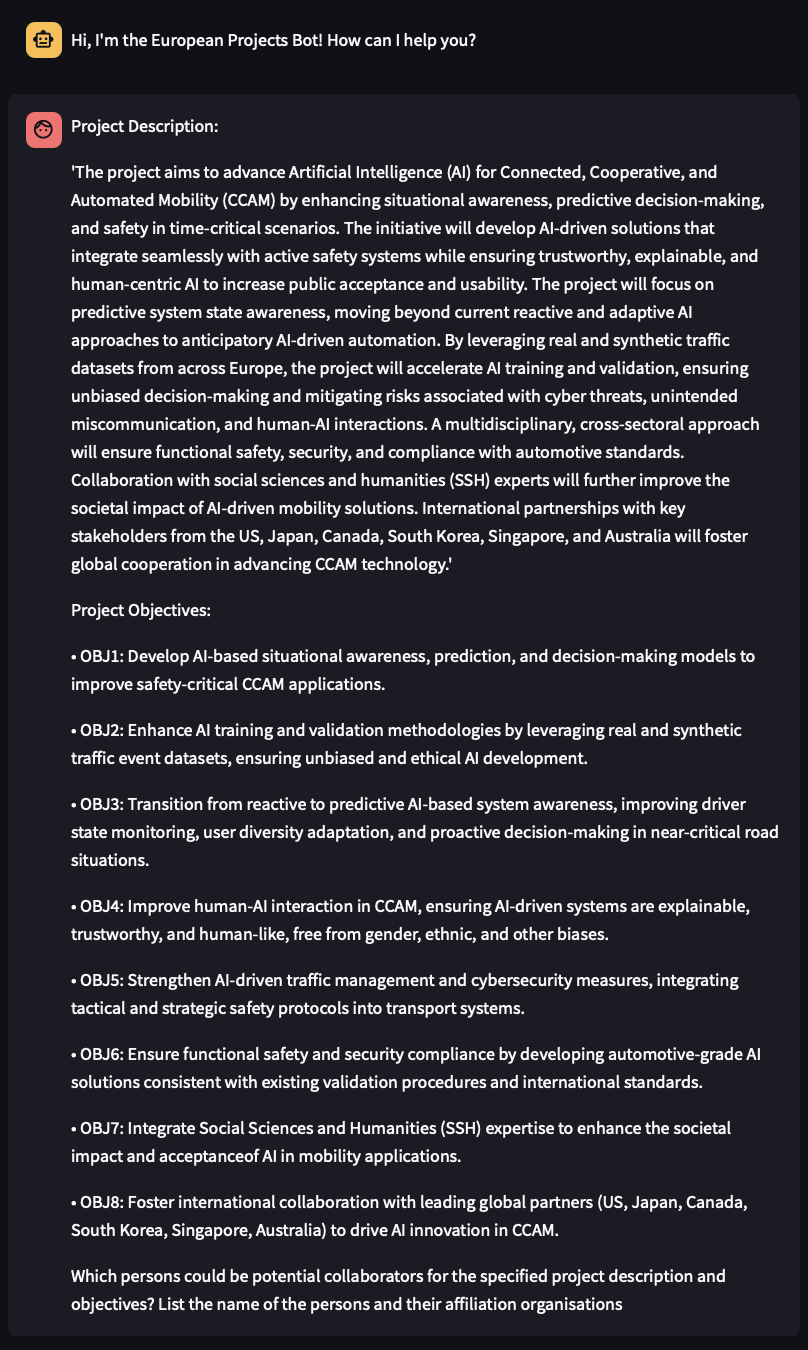 Hi, I'm the European Projects Bot! How can I help you?
Project Description:
'The project aims to advance Artificial Intelligence (AI) for Connected, Cooperative, and
Automated Mobility (CCAM) by enhancing situational awareness, predictive decision-making,
and safety in time-critical scenarios. The initiative will develop AI-driven solutions that
integrate seamlessly with active safety systems while ensuring trustworthy, explainable, and
human-centric AI to increase public acceptance and usability. The project will focus on
predictive system state awareness, moving beyond current reactive and adaptive AI
approaches to anticipatory AI-driven automation. By leveraging real and synthetic traffic
datasets from across Europe, the project will accelerate AI training and validation, ensuring
unbiased decision-making and mitigating risks associated with cyber threats, unintended
miscommunication, and human-AI interactions. A multidisciplinary, cross-sectoral approach
will ensure functional safety, security, and compliance with automotive standards.
Collaboration with social sciences and humanities (SSH) experts will further improve the
societal impact of AI-driven mobility solutions. International partnerships with key
stakeholders from the US, Japan, Canada, South Korea, Singapore, and Australia will foster
global cooperation in advancing CCAM technology.'
Project Objectives:
• OBJ1: Develop AI-based situational awareness, prediction, and decision-making models to
improve safety-critical CCAM applications.
• OBJ2: Enhance AI training and validation methodologies by leveraging real and synthetic
traffic event datasets, ensuring unbiased and ethical AI development.
• OBJ3: Transition from reactive to predictive AI-based system awareness, improving driver
state monitoring, user diversity adaptation, and proactive decision-making in near-critical road
situations.
• OBJ4: Improve human-AI interaction in CCAM, ensuring AI-driven systems are explainable,
trustworthy, and human-like, free from gender, ethnic, and other biases.
• OBJ5: Strengthen AI-driven traffic management and cybersecurity measures, integrating
tactical and strategic safety protocols into transport systems.
• OBJ6: Ensure functional safety and security compliance by developing automotive-grade AI
solutions consistent with existing validation procedures and international standards.
• OBJ7: Integrate Social Sciences and Humanities (SSH) expertise to enhance the societal
impact and acceptanceof AI in mobility applications.
• OBJ8: Foster international collaboration with leading global partners (US, Japan, Canada,
South Korea, Singapore, Australia) to drive AI innovation in CCAM.
Which persons could be potential collaborators for the specified project description and
objectives? List the name of the persons and their affiliation organisations